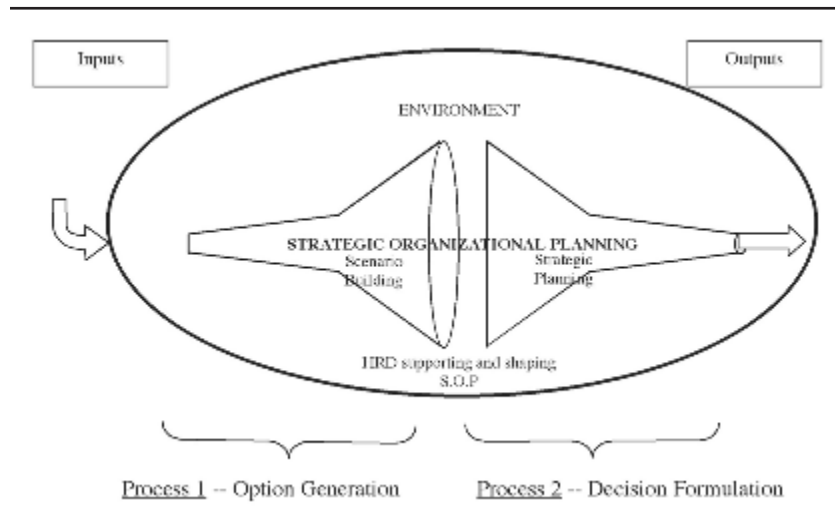 Inputs
Outputs
ENVIRONMENT
STRATEGIC ORGANIZATIONAL PLANNING
Scenario
Building
Strategic
Planning
HRD supporting and shaping
S.O.P
Process 1 -- Option Generation
Process 2 -- Decision Formulation